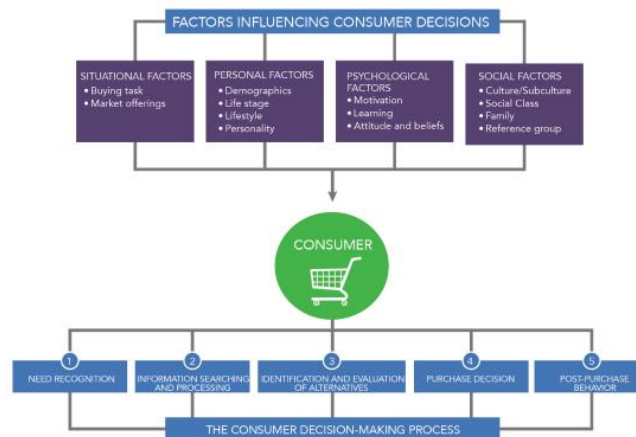 FACTORS INFLUENCING CONSUMER DECISIONS
SITUATIONAL FACTORS
• Buying task
• Market offerings
PERSONAL FACTORS
• Demographics
• Life stage
• Lifestyle
• Personality
PSYCHOLOGICAL
FACTORS
• Motivation
• Learning
• Attitude and beliefs
SOCIAL FACTORS
• Culture/Subculture
• Social Class
• Family
• Reference group
CONSUMER
1
NEED RECOGNITION
2
INFORMATION SEARCHING
AND PROCESSING
3
IDENTIFICATION AND EVALUATION
OF ALTERNATIVES
4
PURCHASE DECISION
5
POST-PURCHASE
BEHAVIOR
THE CONSUMER DECISION-MAKING PROCESS